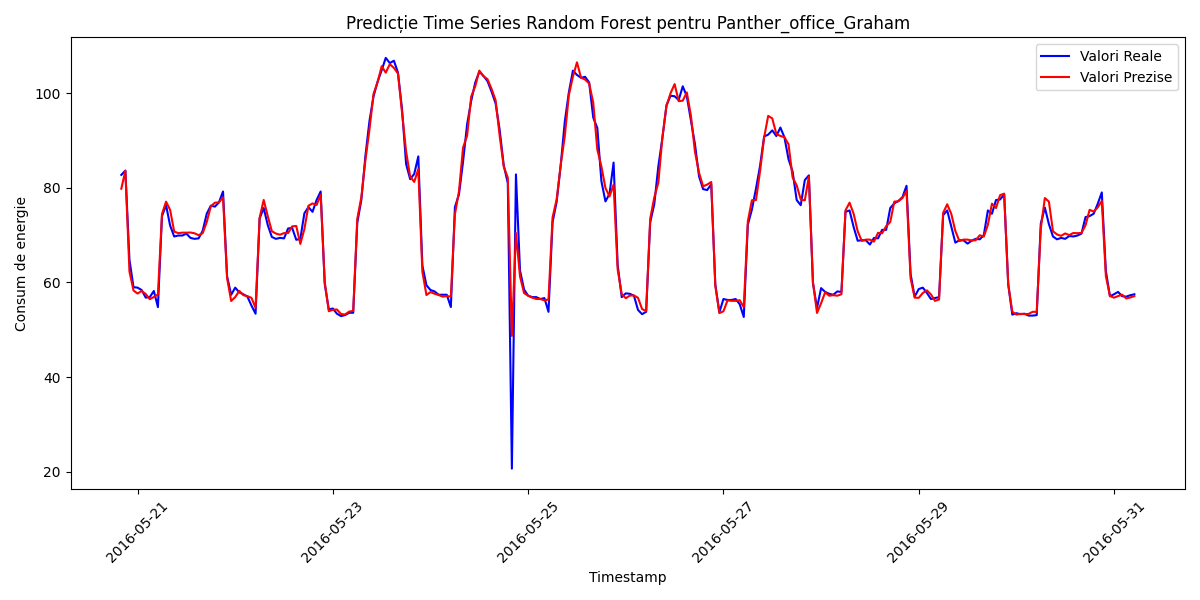 Predicție Time Series Random Forest pentru Panther_office_Graham
Valori Reale
Valori Prezise
Consum de energie
100
80
60
40
20
2016-05-21
2016-05-23
2016-05-25
2016-05-27
2016-05-29
2016-05-31
Timestamp